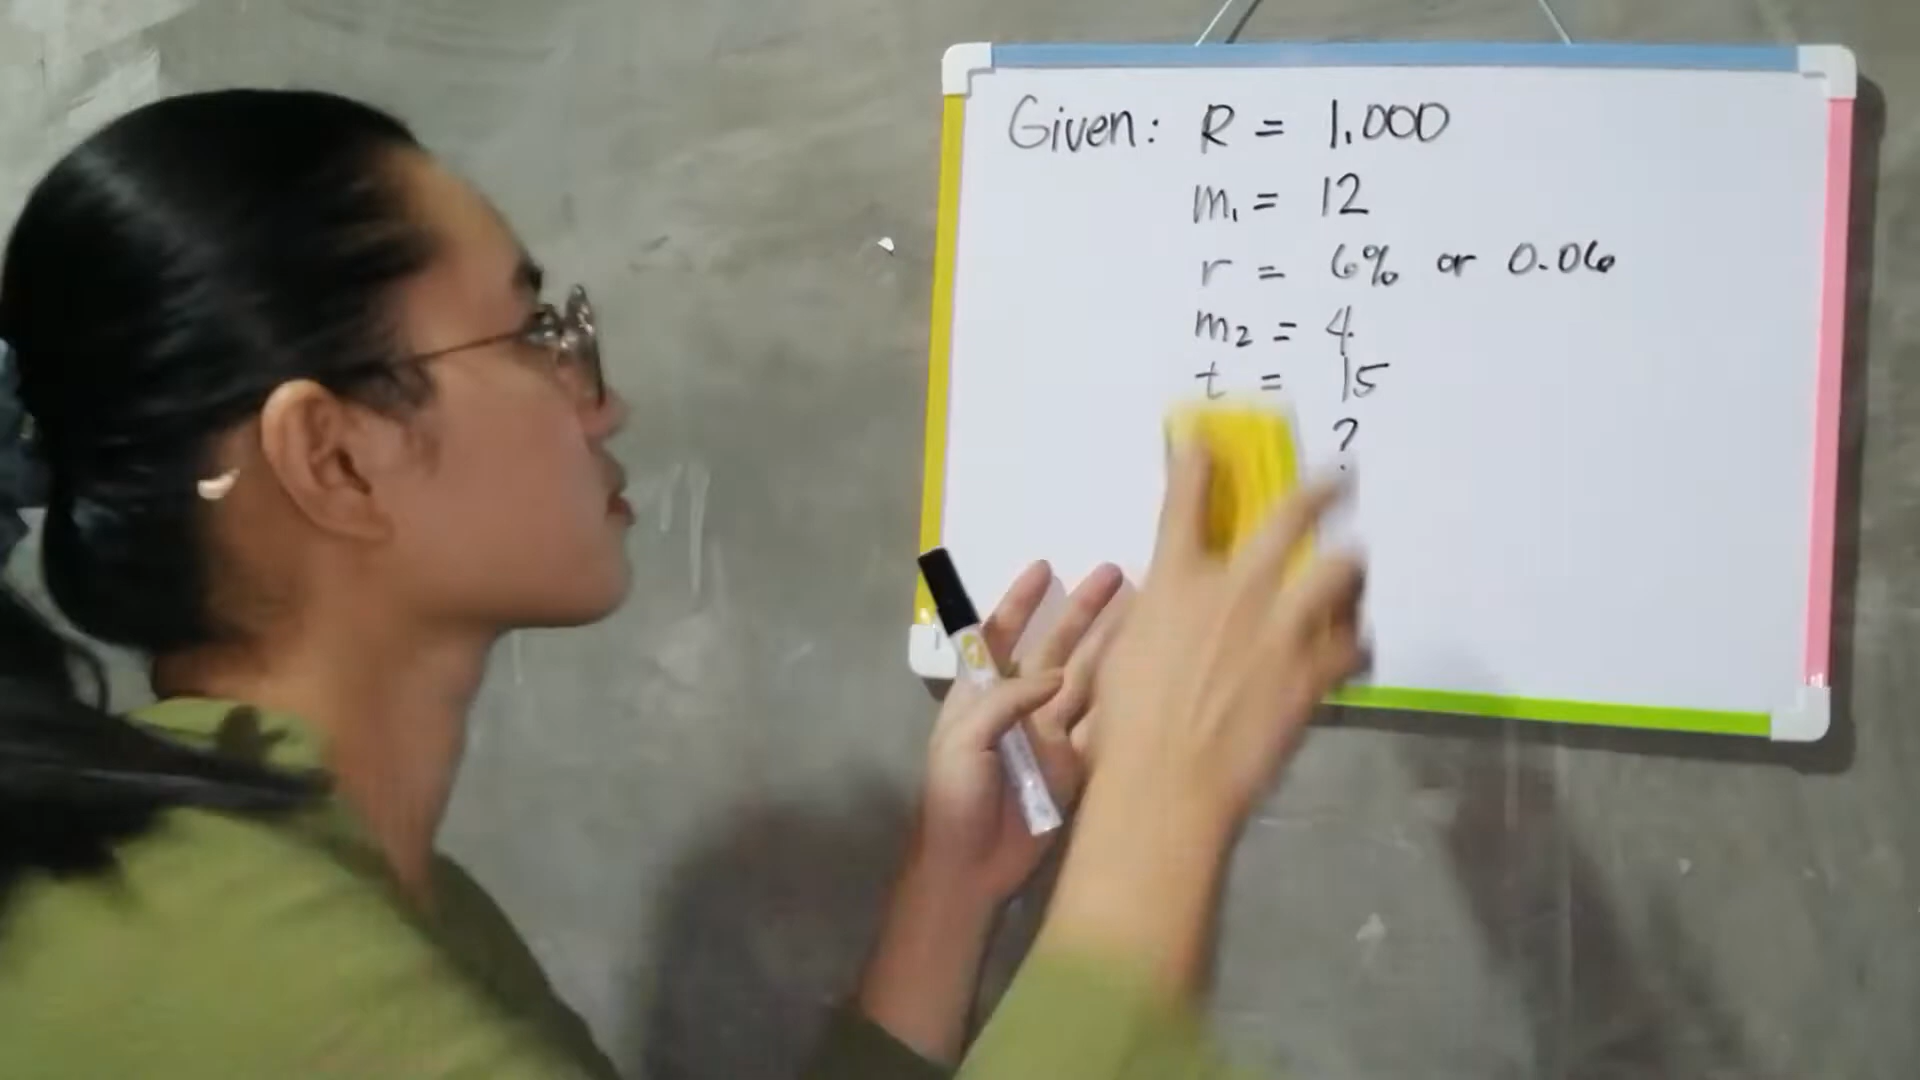 Given: R = 1.000
m₁ = 12
r = 6% or 0.06
m₂ = 4
t = 15
?